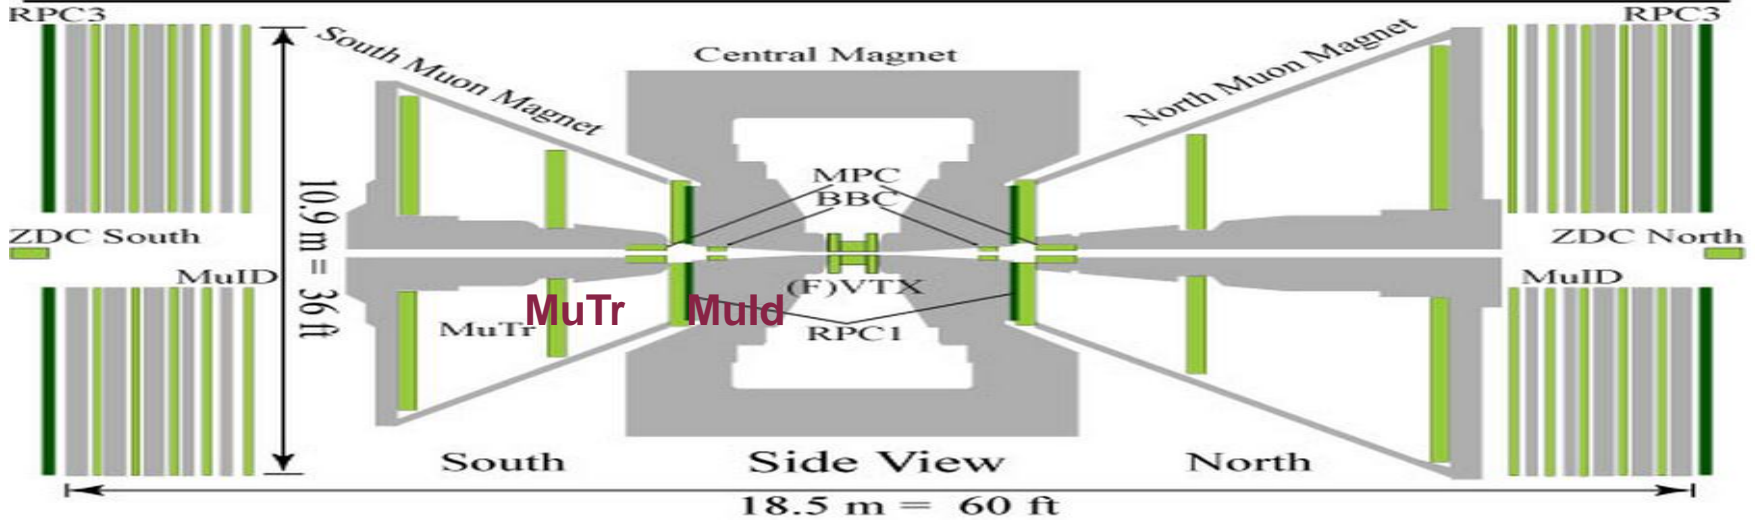 RPC3
RPC3
South Muon Magnet
Central Magnet
North Muon Magnet
MPC
BBC
10.9 m = 36 ft
ZDC South
ZDC North
MuID
MuID
(F)VTX
MuTr
MuTr
MuId
RPC1
South
Side View
North
18.5 m = 60 ft